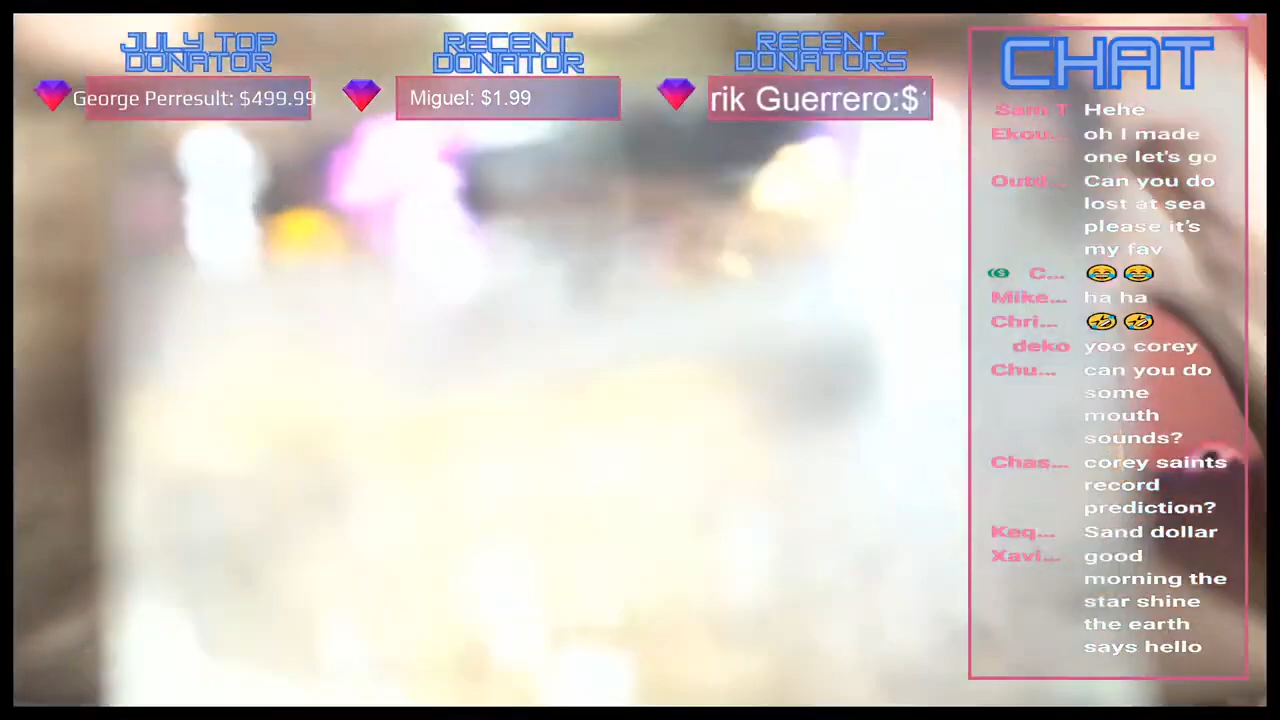 JULY TOP
DONATOR
George Perresult: $499.99
RECENT
DONATOR
Miguel: $1.99
RECENT
DONATORS
rik Guerrero:$
CHAT
Sam T Hehe
Ekou... oh I made
one let's go
Outd... Can you do
lost at sea
please it's
my fav
C... 😂 😂
Mike... ha ha
Chri... 🤣 🤣
deko yoo corey
Chu... can you do
some
mouth
sounds?
Chas... corey saints
record
prediction?
Keq... Sand dollar
Xavi... good
morning the
star shine
the earth
says hello